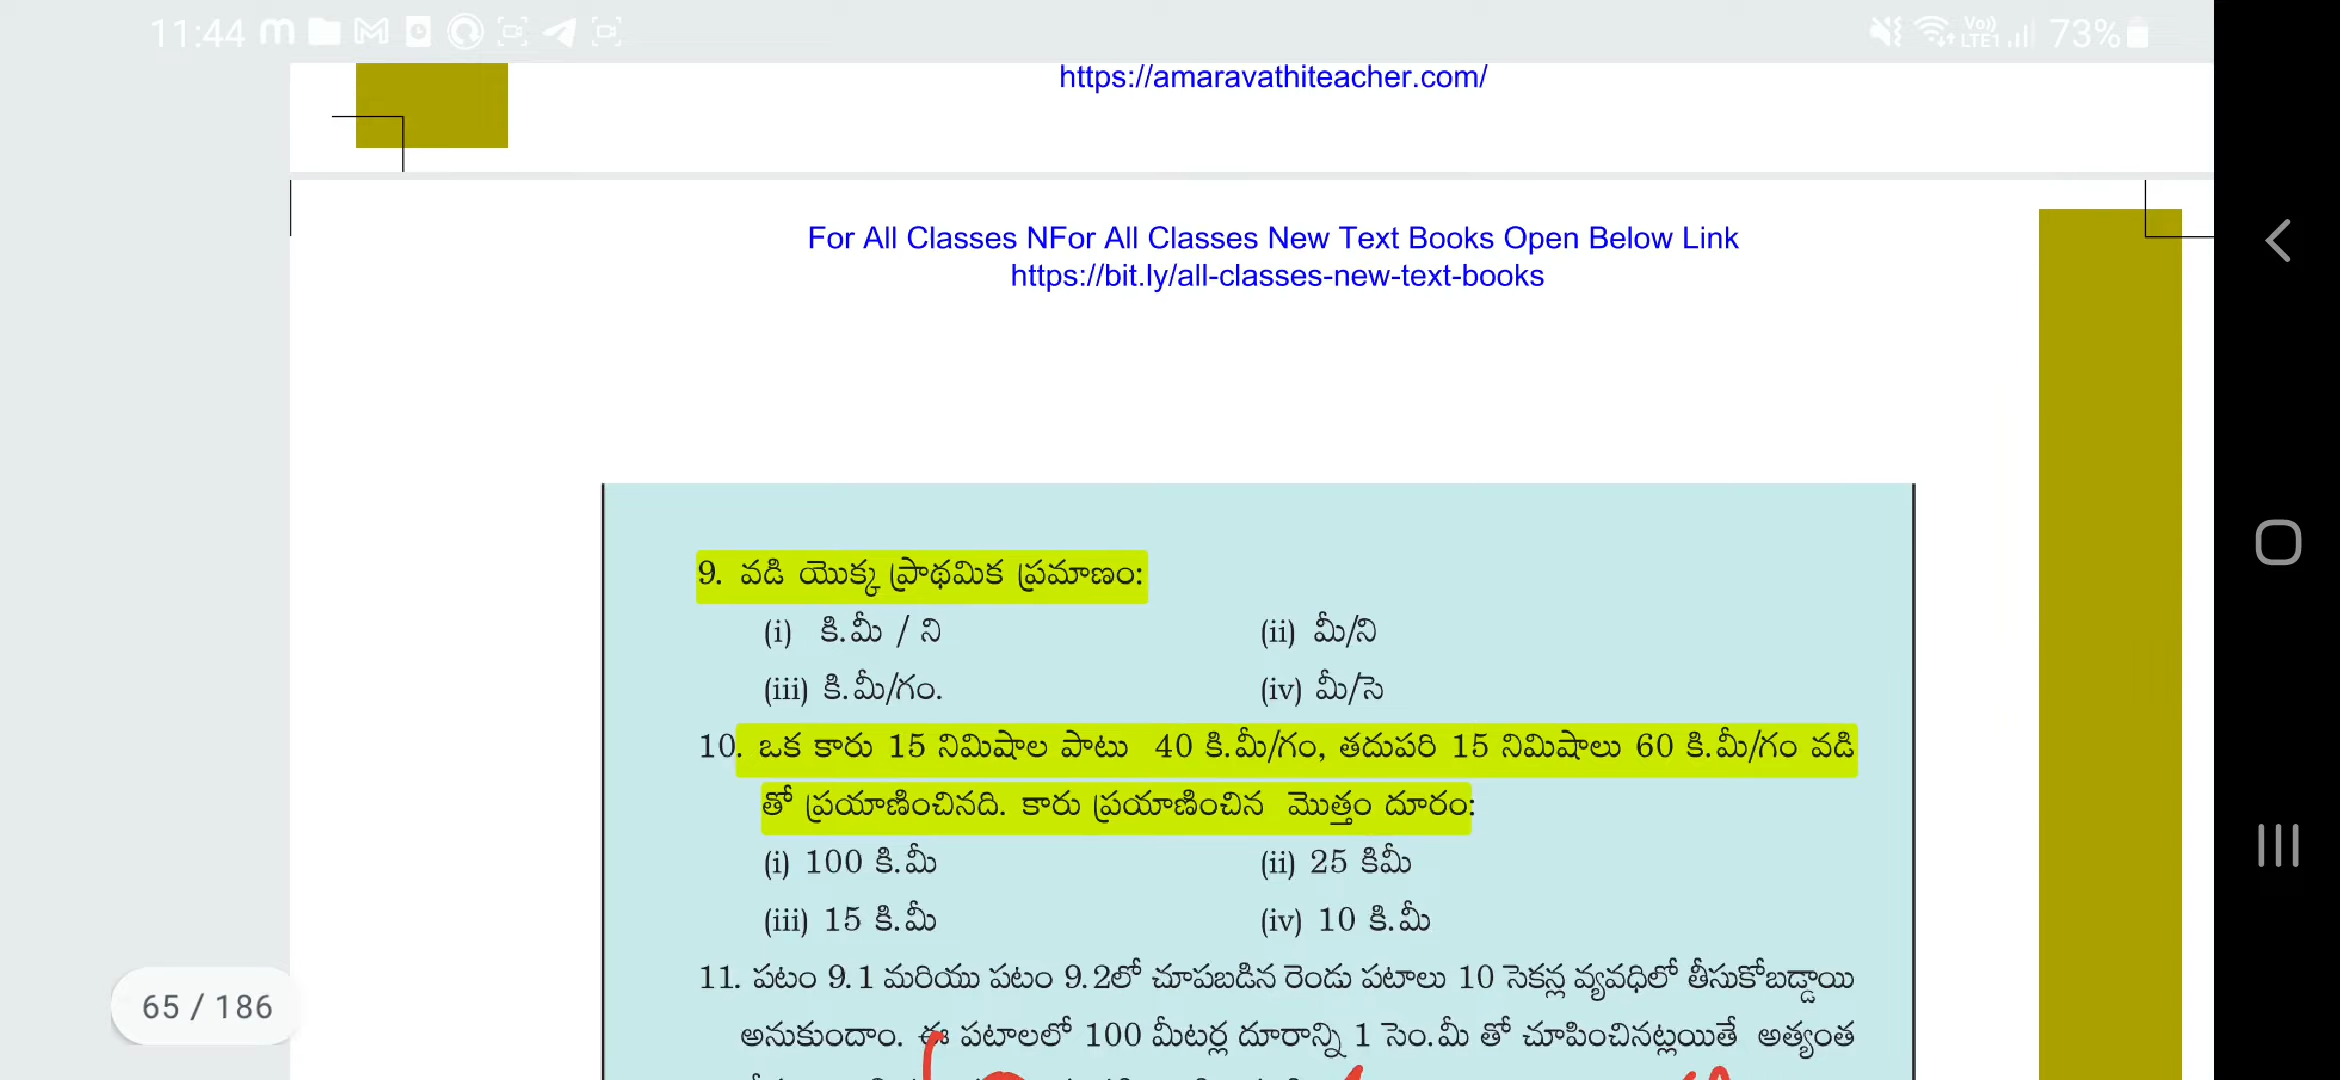 11:44
Vo)) LTE1 73%
https://amaravathiteacher.com/
For All Classes NFor All Classes New Text Books Open Below Link
https://bit.ly/all-classes-new-text-books
9. వడి యొక్క ప్రాథమిక ప్రమాణం:
(i) కి.మీ / ని (ii) మీ/ని
(iii) కి.మీ/గం. (iv) మీ/సె
10. ఒక కారు 15 నిమిషాల పాటు 40 కి.మీ/గం, తదుపరి 15 నిమిషాలు 60 కి.మీ/గం వడి
తో ప్రయాణించినది. కారు ప్రయాణించిన మొత్తం దూరం:
(i) 100 కి.మీ (ii) 25 కిమీ
(iii) 15 కి.మీ (iv) 10 కి.మీ
11. పటం 9.1 మరియు పటం 9.2లో చూపబడిన రెండు పటాలు 10 సెకన్ల వ్యవధిలో తీసుకోబడ్డాయి
అనుకుందాం. ఈ పటాలలో 100 మీటర్ల దూరాన్ని 1 సెం.మీ తో చూపించినట్లయితే అత్యంత
65 / 186